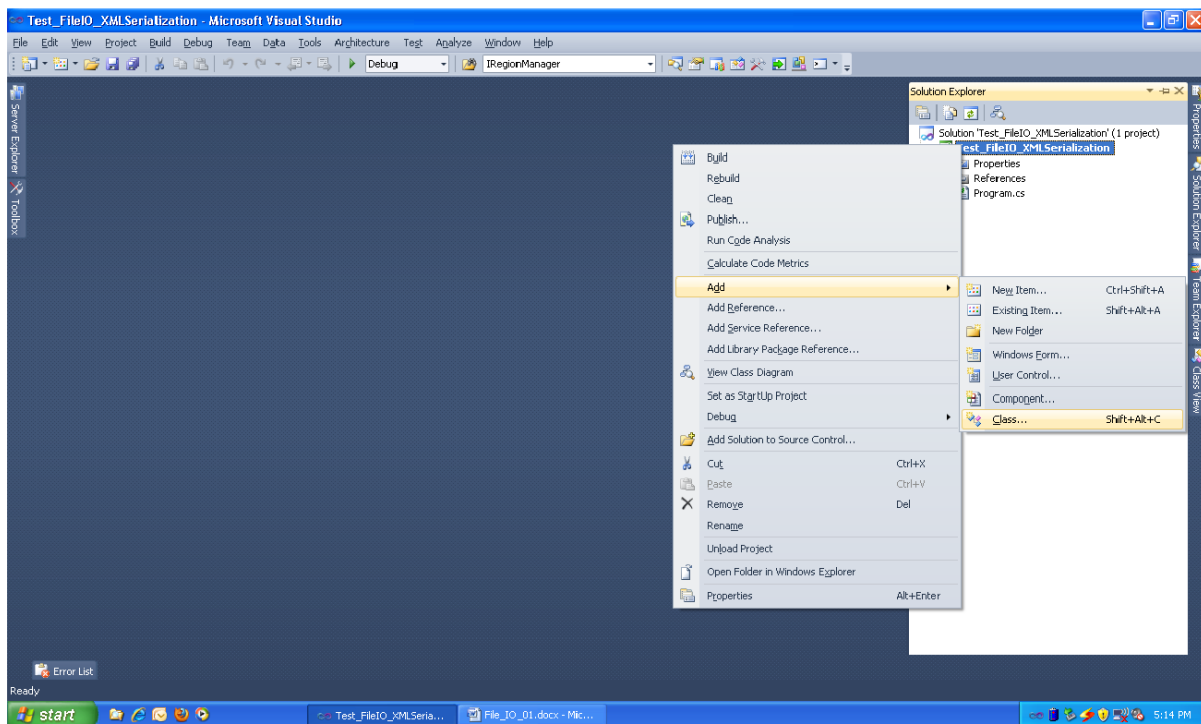 Test_FileIO_XMLSerialization - Microsoft Visual Studio
File Edit View Project Build Debug Team Data Tools Architecture Test Analyze Window Help
Debug IRegionManager
Server Explorer
Toolbox
Solution Explorer
Solution 'Test_FileIO_XMLSerialization' (1 project)
Test_FileIO_XMLSerialization
Properties
References
Program.cs
Build
Rebuild
Clean
Publish...
Run Code Analysis
Calculate Code Metrics
Add
Add Reference...
Add Service Reference...
Add Library Package Reference...
View Class Diagram
Set as StartUp Project
Debug
Add Solution to Source Control...
Cut Ctrl+X
Paste Ctrl+V
Remove Del
Rename
Unload Project
Open Folder in Windows Explorer
Properties Alt+Enter
New Item... Ctrl+Shift+A
Existing Item... Shift+Alt+A
New Folder
Windows Form...
User Control...
Component...
Class... Shift+Alt+C
Properties
Solution Explorer
Team Explorer
Class View
Error List
Ready
start Test_FileIO_XMLSeria... File_IO_01.docx - Mic... 5:14 PM